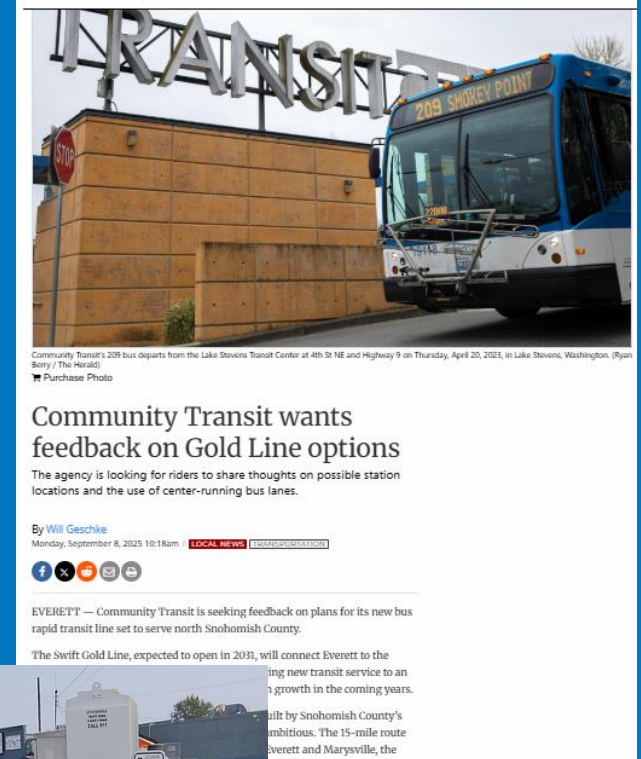 TRANSIT
209 SMOKEY POINT
STOP
Community Transit's 209 bus departs from the Lake Stevens Transit Center at 4th St NE and Highway 9 on Thursday, April 20, 2023, in Lake Stevens, Washington. (Ryan
Berry / The Herald)
Purchase Photo
Community Transit wants
feedback on Gold Line options
The agency is looking for riders to share thoughts on possible station
locations and the use of center-running bus lanes.
By Will Geschke
Monday, September 8, 2025 10:18am | LOCAL NEWS TRANSPORTATION
EVERETT — Community Transit is seeking feedback on plans for its new bus
rapid transit line set to serve north Snohomish County.
The Swift Gold Line, expected to open in 2031, will connect Everett to the
ing new transit service to an
growth in the coming years.
uilt by Snohomish County's
mbitious. The 15-mile route
Everett and Marysville, the
CALL 911